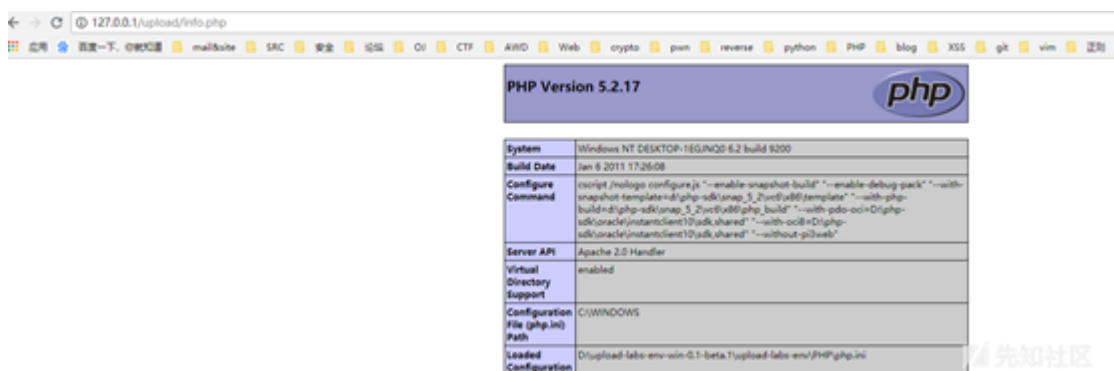 127.0.0.1/upload/info.php
应用 百度一下,你就知道 mail&site SRC 安全 论坛 OJ CTF AWD Web crypto pwn reverse python PHP blog XSS git vim 正则
PHP Version 5.2.17
php
System Windows NT DESKTOP-1EGJNQ0 6.2 build 9200
Build Date Jan 6 2011 17:26:08
Configure Command cscript /nologo configure.js "--enable-snapshot-build" "--enable-debug-pack" "--with-
snapshot-template=d:\php-sdk\snap_5_2\vc6\x86\template" "--with-php-
build=d:\php-sdk\snap_5_2\vc6\x86\php_build" "--with-pdo-oci=D:\php-
sdk\oracle\instantclient10\sdk,shared" "--with-oci8=D:\php-
sdk\oracle\instantclient10\sdk,shared" "--without-pi3web"
Server API Apache 2.0 Handler
Virtual Directory Support enabled
Configuration File (php.ini) Path C:\WINDOWS
Loaded Configuration D:\upload-labs-env-win-0.1-beta.1\upload-labs-env\PHP\php.ini
先知社区